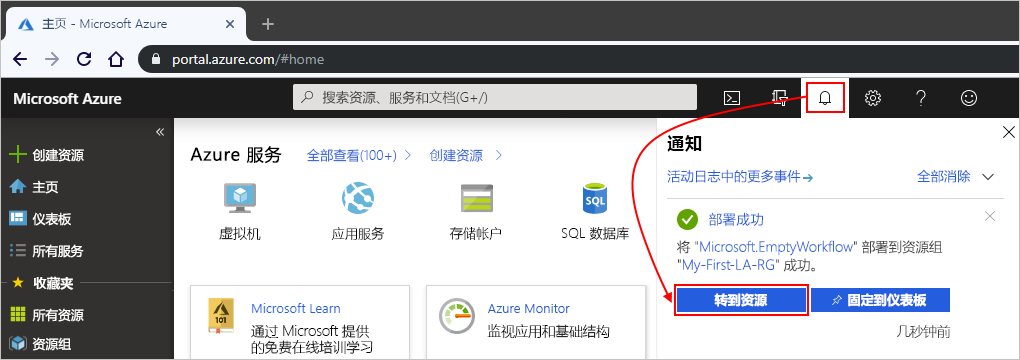 主页 - Microsoft Azure
portal.azure.com/#home
Microsoft Azure
搜索资源、服务和文档(G+/)
创建资源
主页
仪表板
所有服务
收藏夹
所有资源
资源组
Azure 服务
全部查看(100+)
创建资源
虚拟机
应用服务
存储帐户
SQL
SQL 数据库
101
Microsoft Learn
通过 Microsoft 提供
的免费在线培训学习
Azure Monitor
监视应用和基础结构
通知
活动日志中的更多事件
全部消除
部署成功
将 "Microsoft.EmptyWorkflow" 部署到资源组
"My-First-LA-RG" 成功。
转到资源
固定到仪表板
几秒钟前